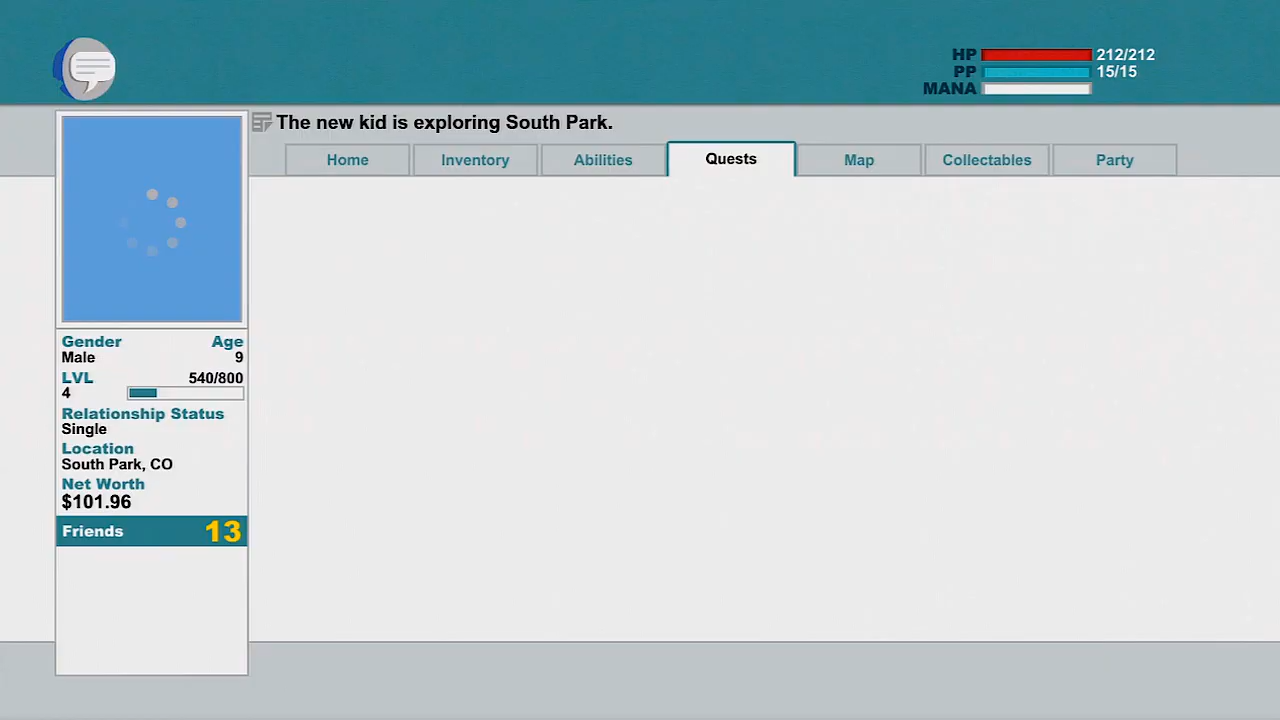 HP 212/212
PP 15/15
MANA
The new kid is exploring South Park.
Home Inventory Abilities Quests Map Collectables Party
Gender Age
Male 9
LVL 540/800
4
Relationship Status
Single
Location
South Park, CO
Net Worth
$101.96
Friends 13